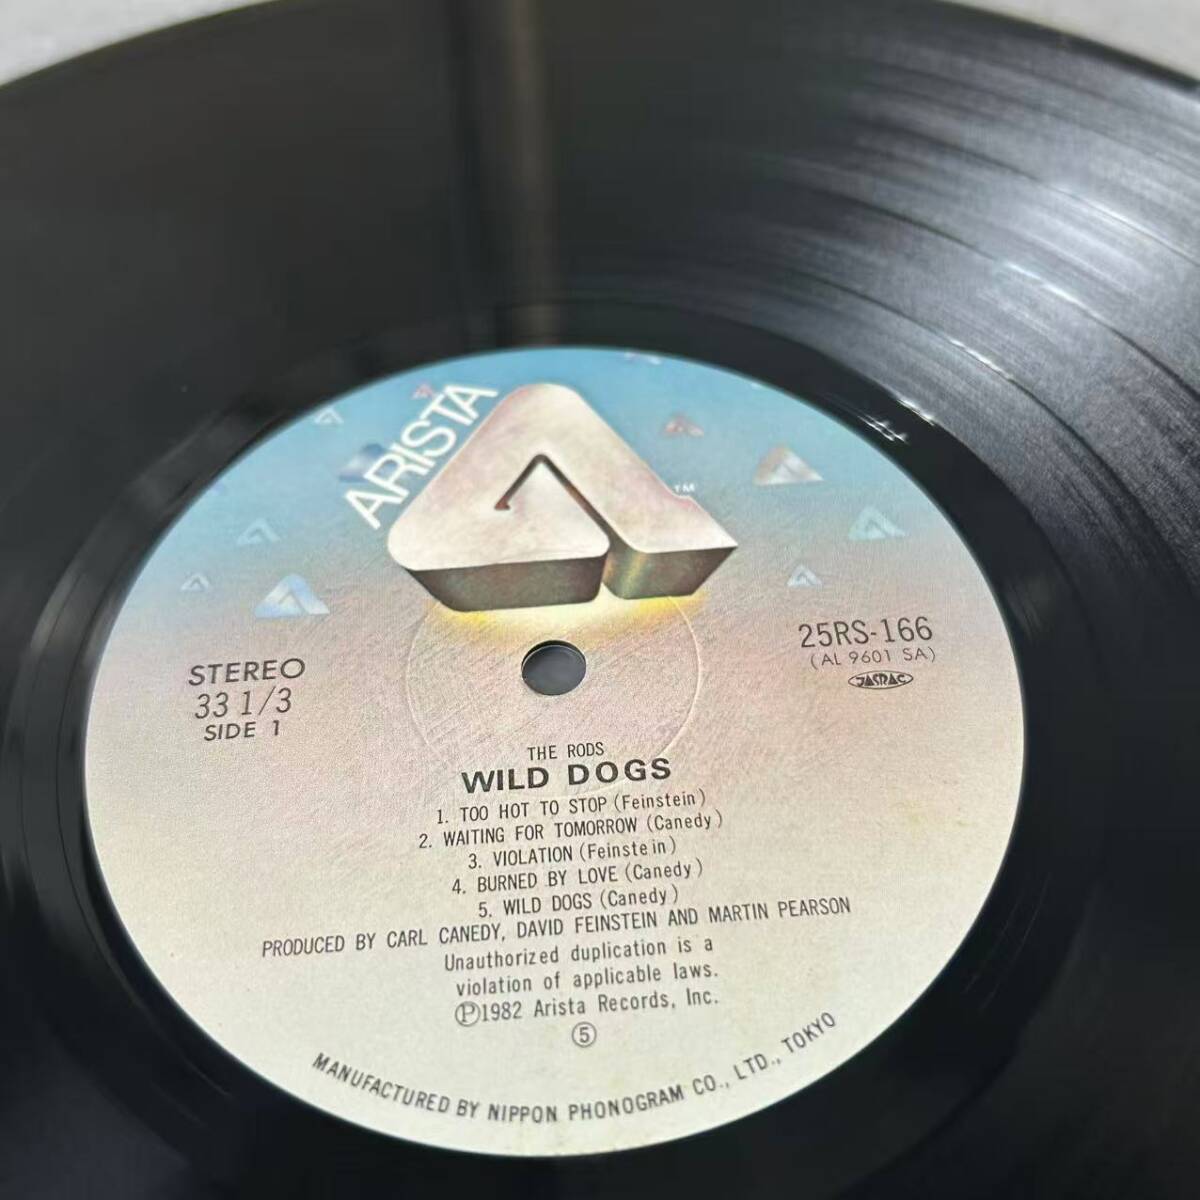 ARISTA
TM
STEREO
33 1/3
SIDE 1
25RS-166
(AL 9601 SA)
JASRAC
THE RODS
WILD DOGS
1. TOO HOT TO STOP (Feinstein)
2. WAITING FOR TOMORROW (Canedy)
3. VIOLATION (Feinstein)
4. BURNED BY LOVE (Canedy)
5. WILD DOGS (Canedy)
PRODUCED BY CARL CANEDY, DAVID FEINSTEIN AND MARTIN PEARSON
Unauthorized duplication is a
violation of applicable laws.
Ⓟ1982 Arista Records, Inc.
⑤
MANUFACTURED BY NIPPON PHONOGRAM CO., LTD., TOKYO